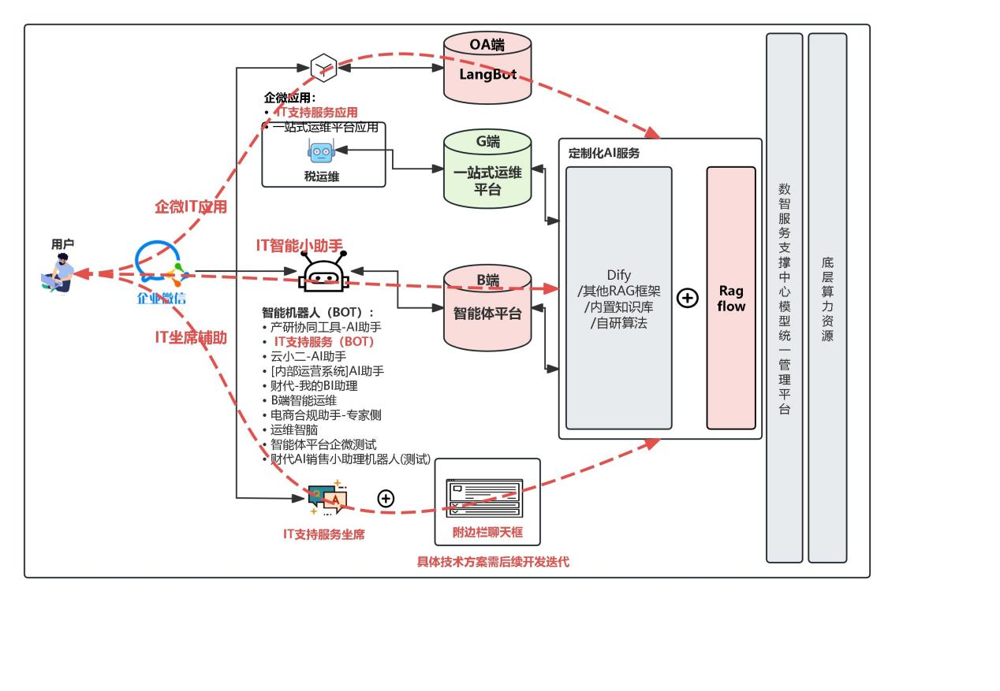 OA端
LangBot
企微应用：
• IT支持服务应用
• 一站式运维平台应用
税运维
G端
一站式运维
平台
定制化AI服务
企微IT应用
用户
企业微信
IT智能小助手
B端
智能体平台
Dify
/其他RAG框架
/内置知识库
/自研算法
Rag
flow
数智服务支撑中心模型统一管理平台
底层算力资源
IT坐席辅助
智能机器人（BOT）：
• 产研协同工具-AI助手
• IT支持服务（BOT）
• 云小二-AI助手
• [内部运营系统]AI助手
• 财代-我的BI助理
• B端智能运维
• 电商合规助手-专家侧
• 运维智脑
• 智能体平台企微测试
• 财代AI销售小助理机器人(测试)
Q
A
IT支持服务坐席
附边栏聊天框
具体技术方案需后续开发迭代